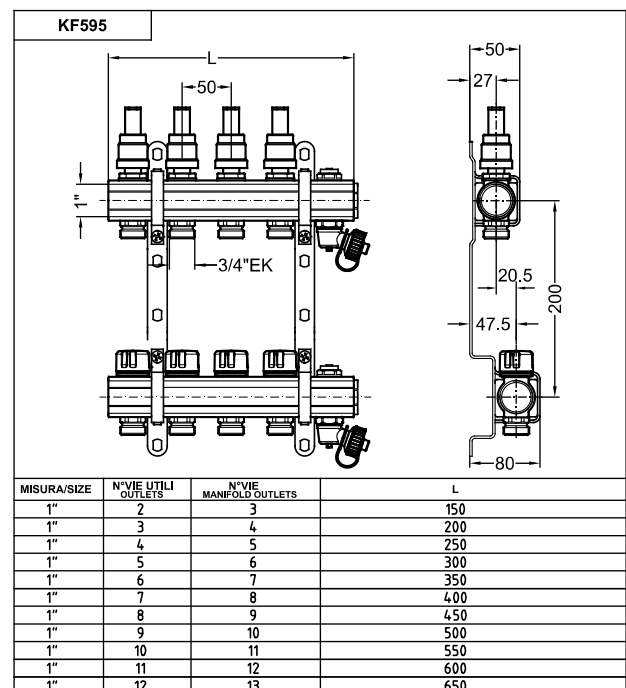 KF595
L
50
1"
3/4"EK
50
27
20.5
200
47.5
80
MISURA/SIZE N°VIE UTILI OUTLETS N°VIE MANIFOLD OUTLETS L
1" 2 3 150
1" 3 4 200
1" 4 5 250
1" 5 6 300
1" 6 7 350
1" 7 8 400
1" 8 9 450
1" 9 10 500
1" 10 11 550
1" 11 12 600
1" 12 13 650